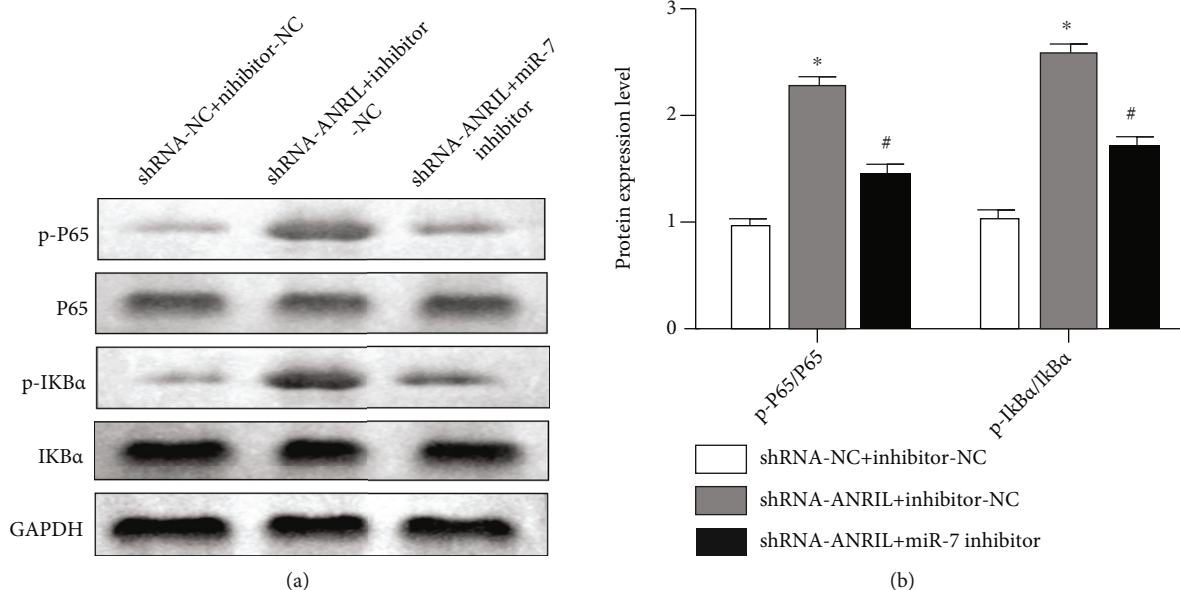 shRNA-NC+nihibitor-NC
shRNA-ANRIL+inhibitor
-NC
shRNA-ANRIL+miR-7
inhibitor
p-P65
P65
p-IKBα
IKBα
GAPDH
(a)
Protein expression level
3
2
1
0
*
#
*
#
p-P65/P65
p-IkBα/IkBα
shRNA-NC+inhibitor-NC
shRNA-ANRIL+inhibitor-NC
shRNA-ANRIL+miR-7 inhibitor
(b)